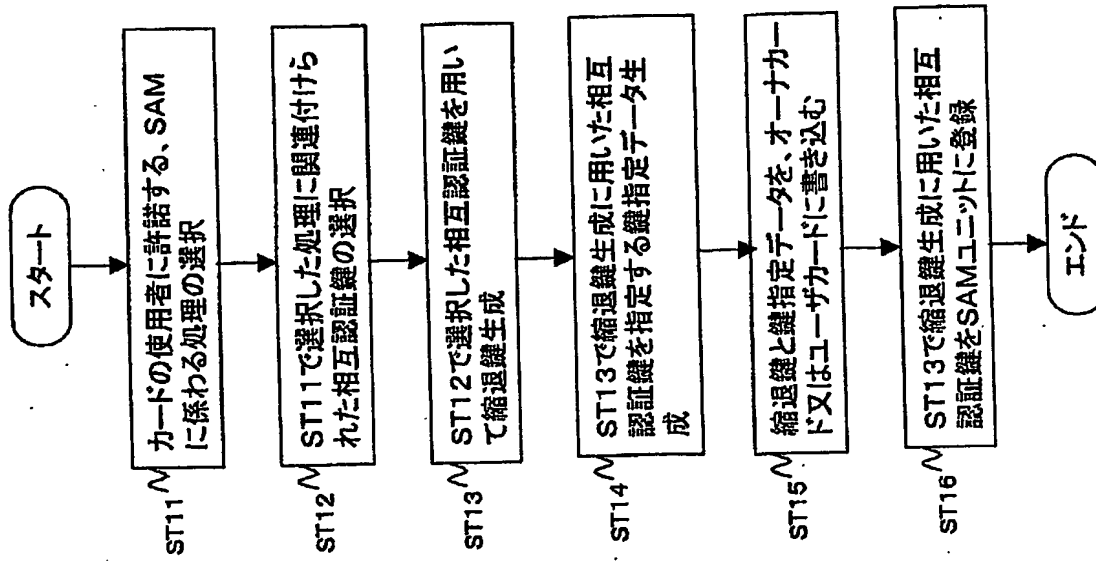 スタート
ST11
カードの使用者に許諾する、SAM
に係わる処理の選択
ST12
ST11で選択した処理に関連付けら
れた相互認証鍵の選択
ST13
ST12で選択した相互認証鍵を用い
て縮退鍵生成
ST14
ST13で縮退鍵生成に用いた相互
認証鍵を指定する鍵指定データ生
成
ST15
縮退鍵と鍵指定データを、オーナカー
ド又はユーザカードに書き込む
ST16
ST13で縮退鍵生成に用いた相互
認証鍵をSAMユニットに登録
エンド